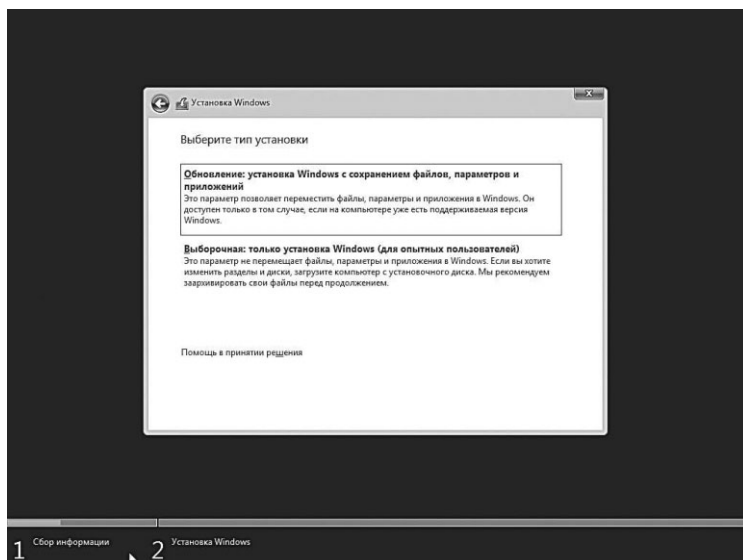 Установка Windows
Выберите тип установки
Обновление: установка Windows с сохранением файлов, параметров и
приложений
Это параметр позволяет переместить файлы, параметры и приложения в Windows. Он
доступен только в том случае, если на компьютере уже есть поддерживаемая версия
Windows.
Выборочная: только установка Windows (для опытных пользователей)
Это параметр не перемещает файлы, параметры и приложения в Windows. Если вы хотите
изменить разделы и диски, загрузите компьютер с установочного диска. Мы рекомендуем
заархивировать свои файлы перед продолжением.
Помощь в принятии решения
1 Сбор информации 2 Установка Windows